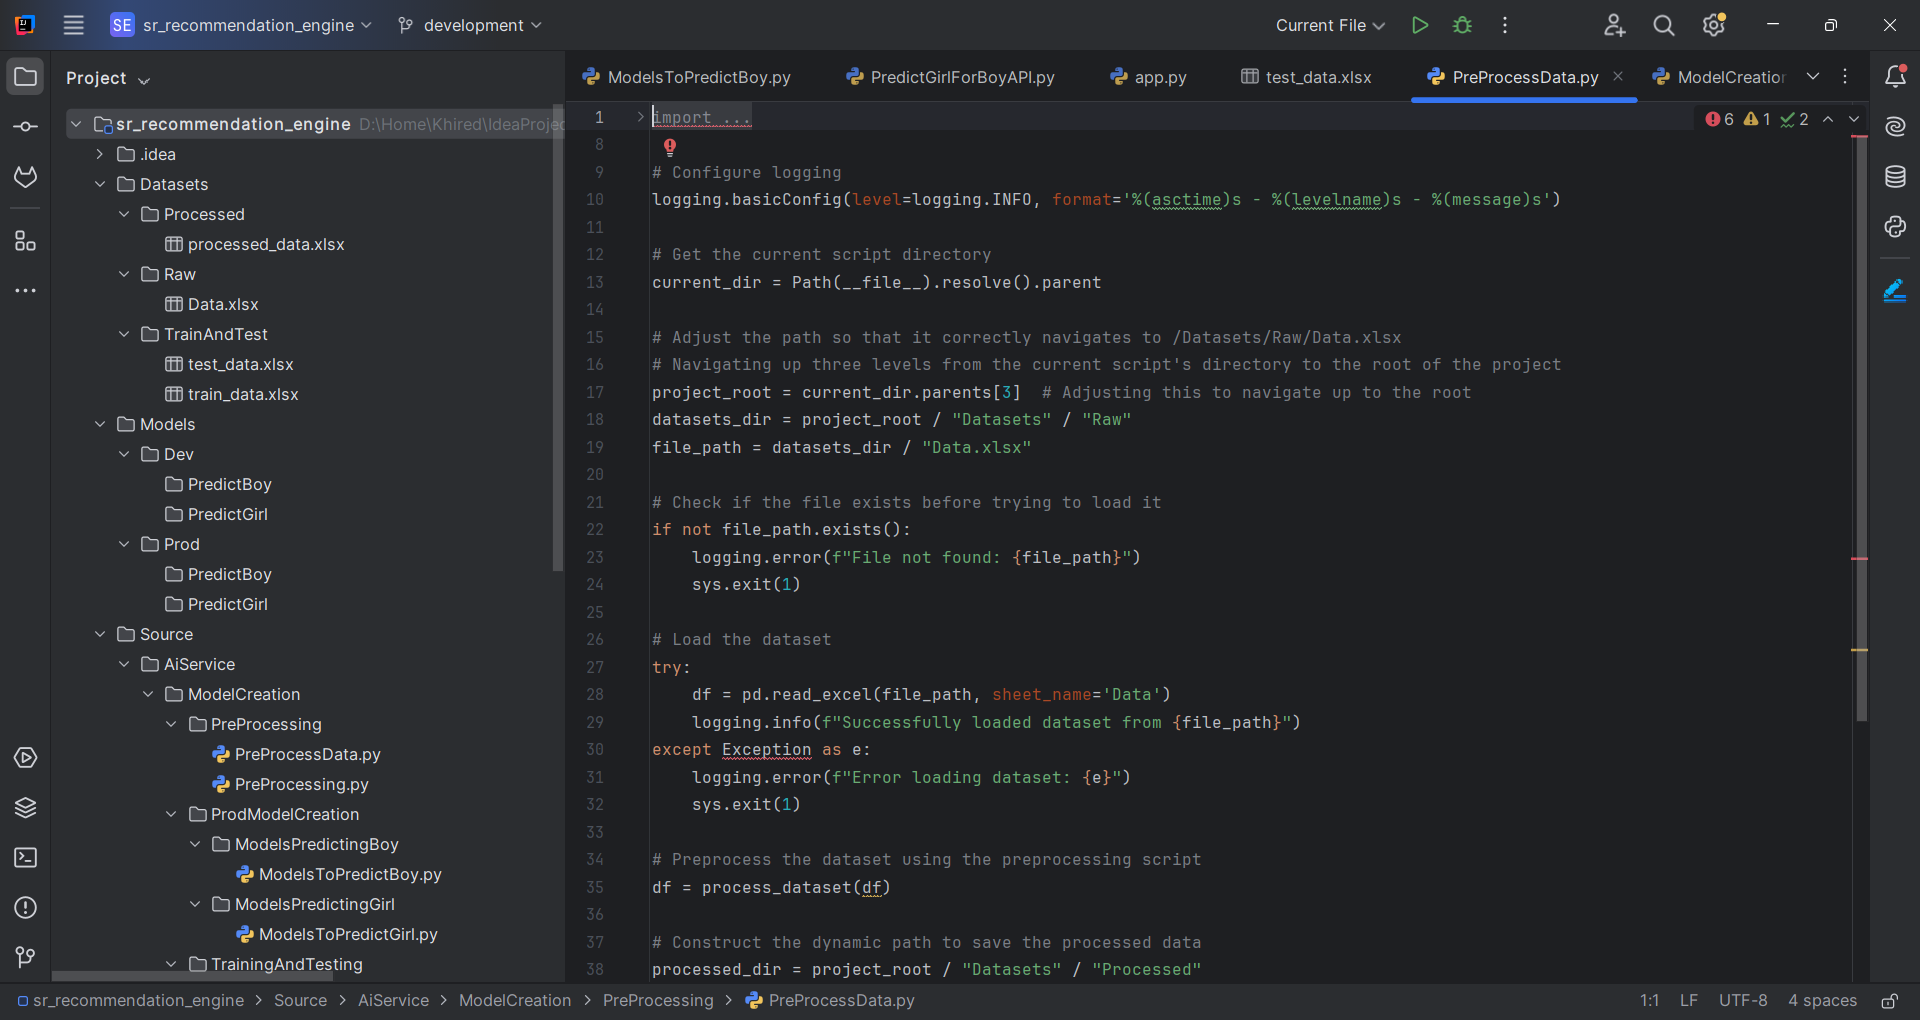 SE sr_recommendation_engine development Current File
Project
ModelsToPredictBoy.py PredictGirlForBoyAPI.py app.py test_data.xlsx PreProcessData.py ModelCreation
sr_recommendation_engine D:\Home\Khired\IdeaProjec
.idea
Datasets
Processed
processed_data.xlsx
Raw
Data.xlsx
TrainAndTest
test_data.xlsx
train_data.xlsx
Models
Dev
PredictBoy
PredictGirl
Prod
PredictBoy
PredictGirl
Source
AiService
ModelCreation
PreProcessing
PreProcessData.py
PreProcessing.py
ProdModelCreation
ModelsPredictingBoy
ModelsToPredictBoy.py
ModelsPredictingGirl
ModelsToPredictGirl.py
TrainingAndTesting
6 1 2
1 import ...
8
9 # Configure logging
10 logging.basicConfig(level=logging.INFO, format='%(asctime)s - %(levelname)s - %(message)s')
11
12 # Get the current script directory
13 current_dir = Path(__file__).resolve().parent
14
15 # Adjust the path so that it correctly navigates to /Datasets/Raw/Data.xlsx
16 # Navigating up three levels from the current script's directory to the root of the project
17 project_root = current_dir.parents[3]  # Adjusting this to navigate up to the root
18 datasets_dir = project_root / "Datasets" / "Raw"
19 file_path = datasets_dir / "Data.xlsx"
20
21 # Check if the file exists before trying to load it
22 if not file_path.exists():
23     logging.error(f"File not found: {file_path}")
24     sys.exit(1)
25
26 # Load the dataset
27 try:
28     df = pd.read_excel(file_path, sheet_name='Data')
29     logging.info(f"Successfully loaded dataset from {file_path}")
30 except Exception as e:
31     logging.error(f"Error loading dataset: {e}")
32     sys.exit(1)
33
34 # Preprocess the dataset using the preprocessing script
35 df = process_dataset(df)
36
37 # Construct the dynamic path to save the processed data
38 processed_dir = project_root / "Datasets" / "Processed"
sr_recommendation_engine > Source > AiService > ModelCreation > PreProcessing > PreProcessData.py 1:1 LF UTF-8 4 spaces